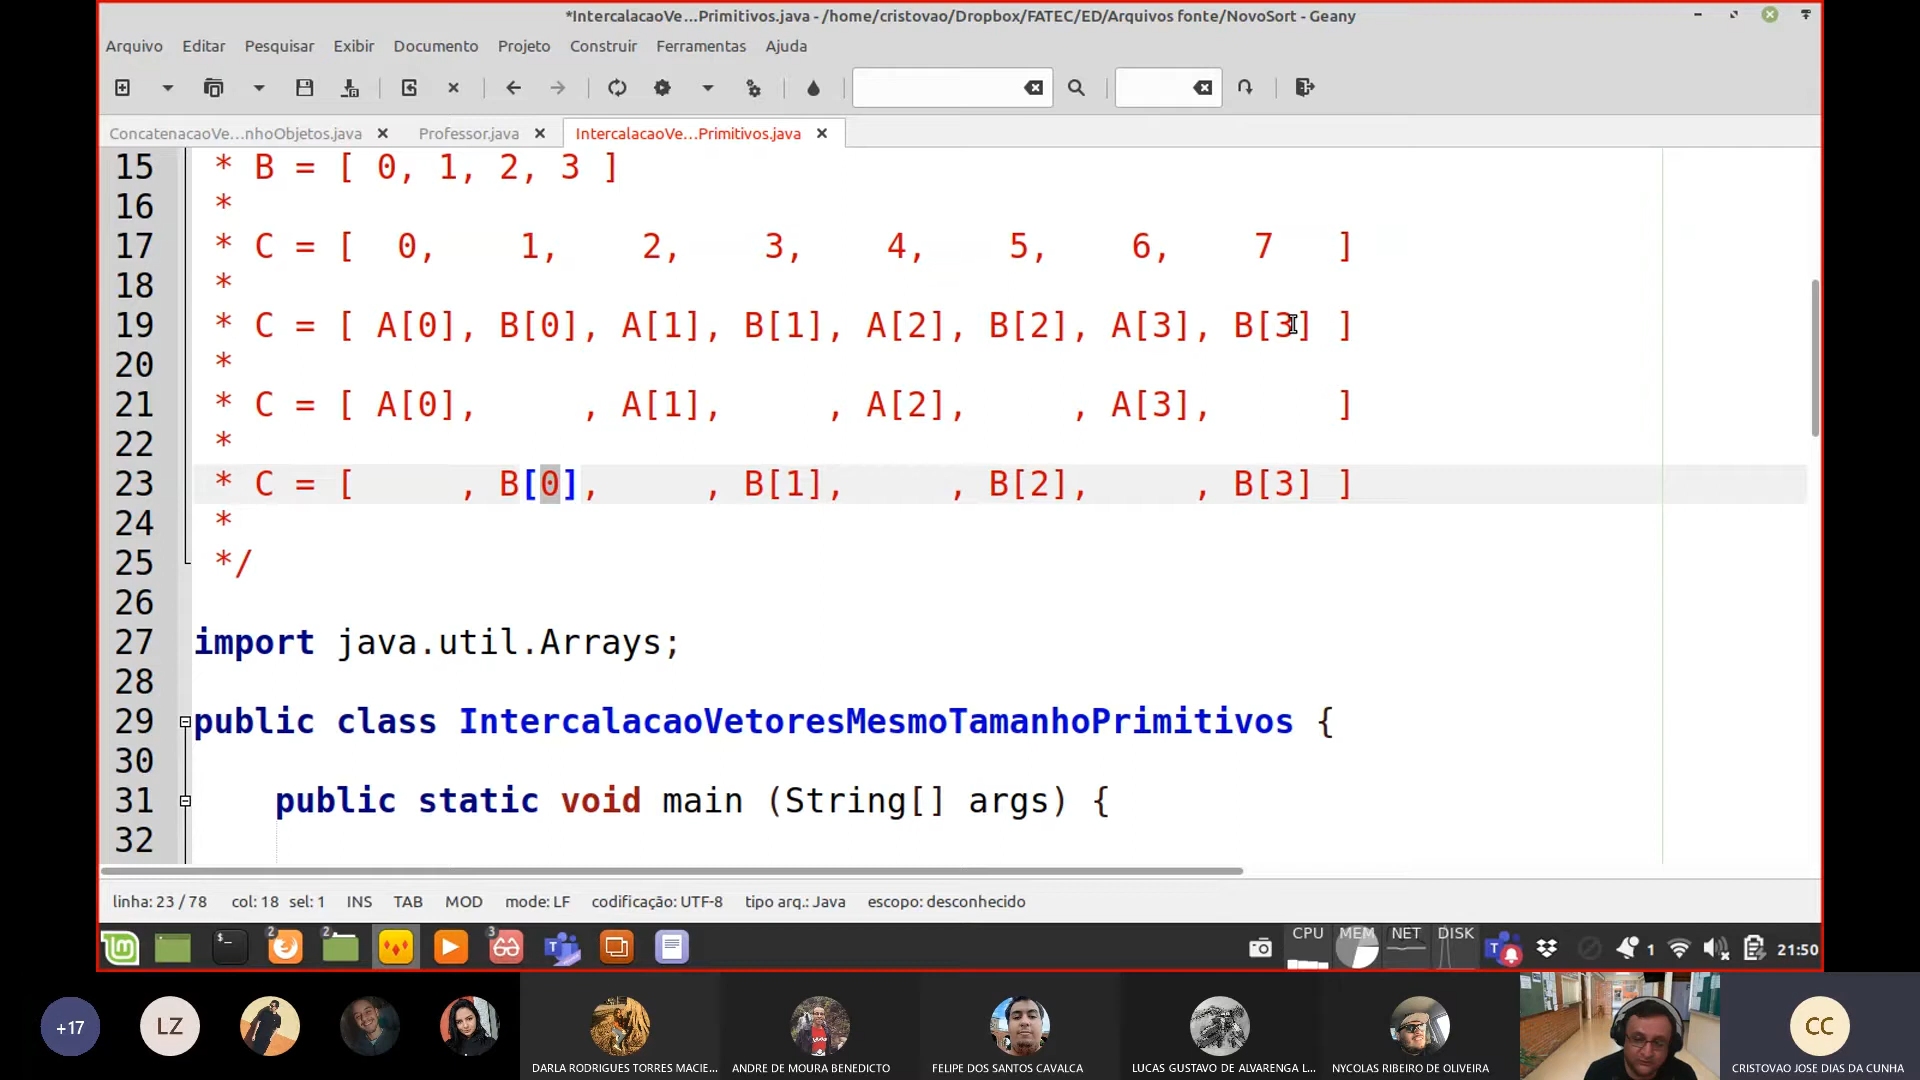 *IntercalacaoVe...Primitivos.java - /home/cristovao/Dropbox/FATEC/ED/Arquivos fonte/NovoSort - Geany
Arquivo Editar Pesquisar Exibir Documento Projeto Construir Ferramentas Ajuda
ConcatenacaoVe...nhoObjetos.java Professor.java IntercalacaoVe...Primitivos.java
15 * B = [ 0, 1, 2, 3 ]
16 *
17 * C = [ 0, 1, 2, 3, 4, 5, 6, 7 ]
18 *
19 * C = [ A[0], B[0], A[1], B[1], A[2], B[2], A[3], B[3] ]
20 *
21 * C = [ A[0], , A[1], , A[2], , A[3], ]
22 *
23 * C = [ , B[0], , B[1], , B[2], , B[3] ]
24 *
25 */
26
27 import java.util.Arrays;
28
29 public class IntercalacaoVetoresMesmoTamanhoPrimitivos {
30
31 public static void main (String[] args) {
32
linha: 23 / 78 col: 18 sel: 1 INS TAB MOD mode: LF codificação: UTF-8 tipo arq.: Java escopo: desconhecido
2 2 3 CPU MEM NET DISK 1 21:50
+17 LZ CC
DARLA RODRIGUES TORRES MACIE... ANDRE DE MOURA BENEDICTO FELIPE DOS SANTOS CAVALCA LUCAS GUSTAVO DE ALVARENGA L... NYCOLAS RIBEIRO DE OLIVEIRA CRISTOVAO JOSE DIAS DA CUNHA